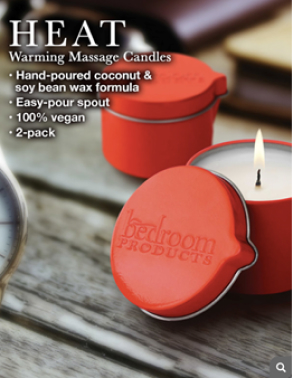 HEAT
Warming Massage Candles
• Hand-poured coconut &
soy bean wax formula
• Easy-pour spout
• 100% vegan
• 2-pack
bedroom
PRODUCTS